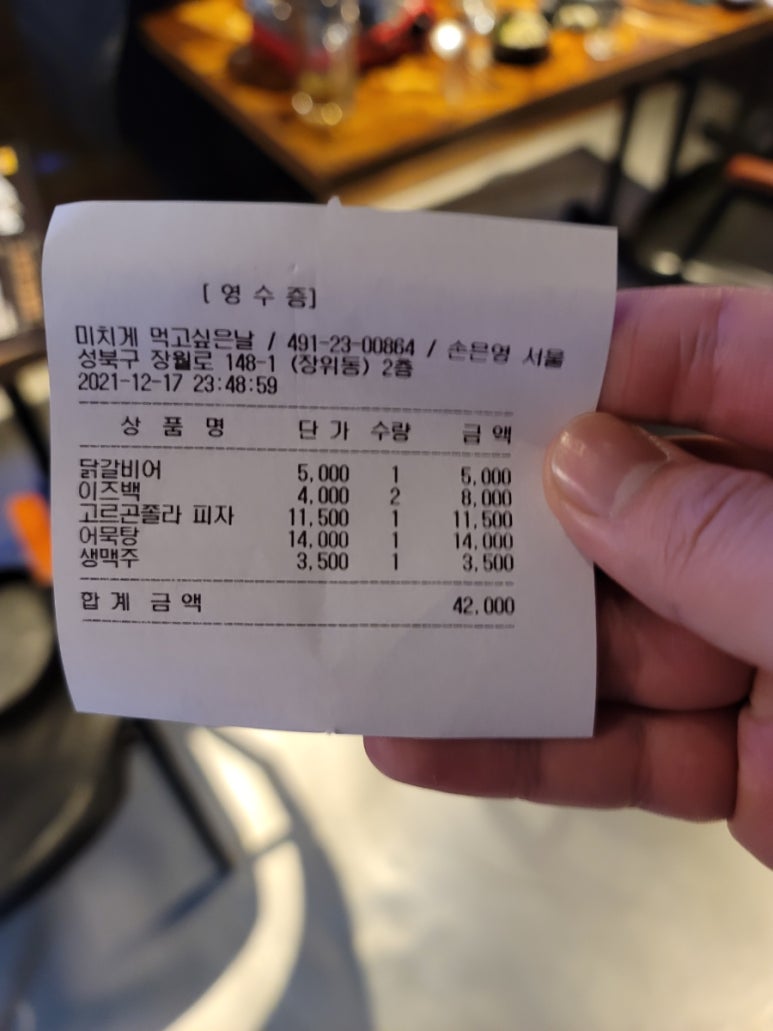 [영수증]
미치게 먹고싶은날 / 491-23-00864 / 손은영 서울
성북구 장월로 148-1 (장위동) 2층
2021-12-17 23:48:59
상 품 명 단 가 수량 금 액
닭갈비어 5,000 1 5,000
이즈백 4,000 2 8,000
고르곤졸라 피자 11,500 1 11,500
어묵탕 14,000 1 14,000
생맥주 3,500 1 3,500
합 계 금 액 42,000